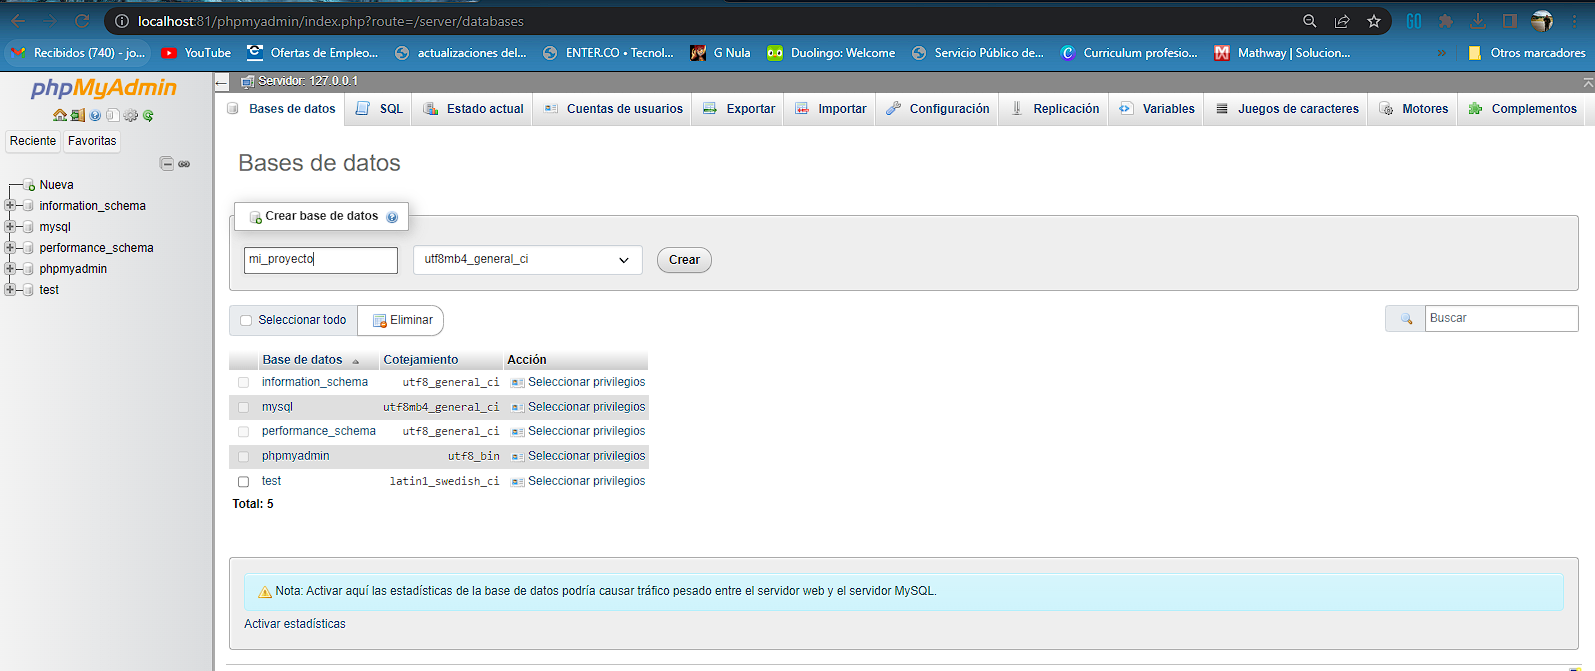 localhost:81/phpmyadmin/index.php?route=/server/databases
Recibidos (740) - jo...
YouTube
Ofertas de Empleo...
actualizaciones del...
ENTER.CO • Tecnol...
G Nula
Duolingo: Welcome
Servicio Público de...
Curriculum profesio...
Mathway | Solucion...
»
Otros marcadores
phpMyAdmin
Reciente
Favoritas
Nueva
information_schema
mysql
performance_schema
phpmyadmin
test
Servidor: 127.0.0.1
Bases de datos
SQL
Estado actual
Cuentas de usuarios
Exportar
Importar
Configuración
Replicación
Variables
Juegos de caracteres
Motores
Complementos
Bases de datos
Crear base de datos
mi_proyecto
utf8mb4_general_ci
Crear
Seleccionar todo
Eliminar
Buscar
Base de datos Cotejamiento Acción
information_schema utf8_general_ci Seleccionar privilegios
mysql utf8mb4_general_ci Seleccionar privilegios
performance_schema utf8_general_ci Seleccionar privilegios
phpmyadmin utf8_bin Seleccionar privilegios
test latin1_swedish_ci Seleccionar privilegios
Total: 5
Nota: Activar aquí las estadísticas de la base de datos podría causar tráfico pesado entre el servidor web y el servidor MySQL.
Activar estadísticas